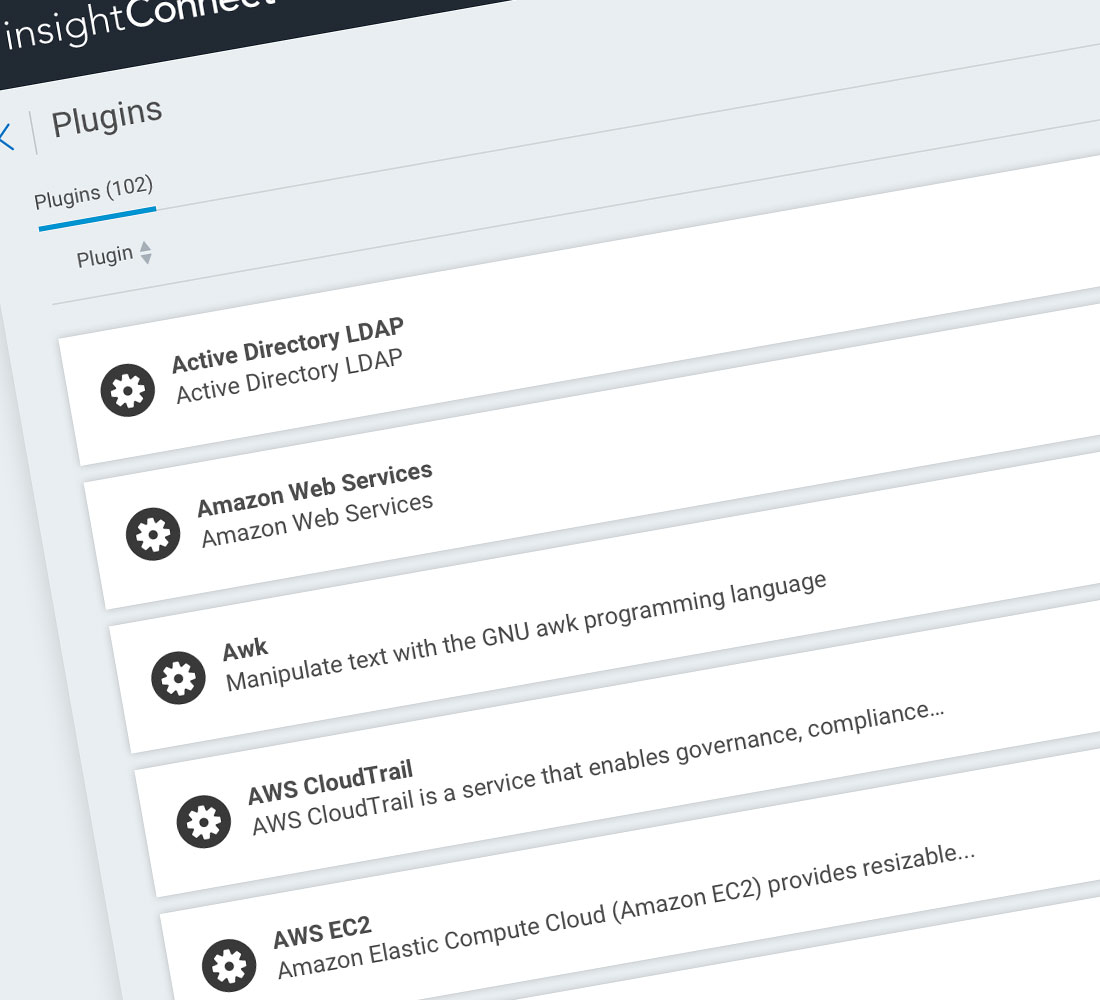 insightConnect
Plugins
Plugins (102)
Plugin
Active Directory LDAP
Active Directory LDAP
Amazon Web Services
Amazon Web Services
Awk
Manipulate text with the GNU awk programming language
AWS CloudTrail
AWS CloudTrail is a service that enables governance, compliance...
AWS EC2
Amazon Elastic Compute Cloud (Amazon EC2) provides resizable...